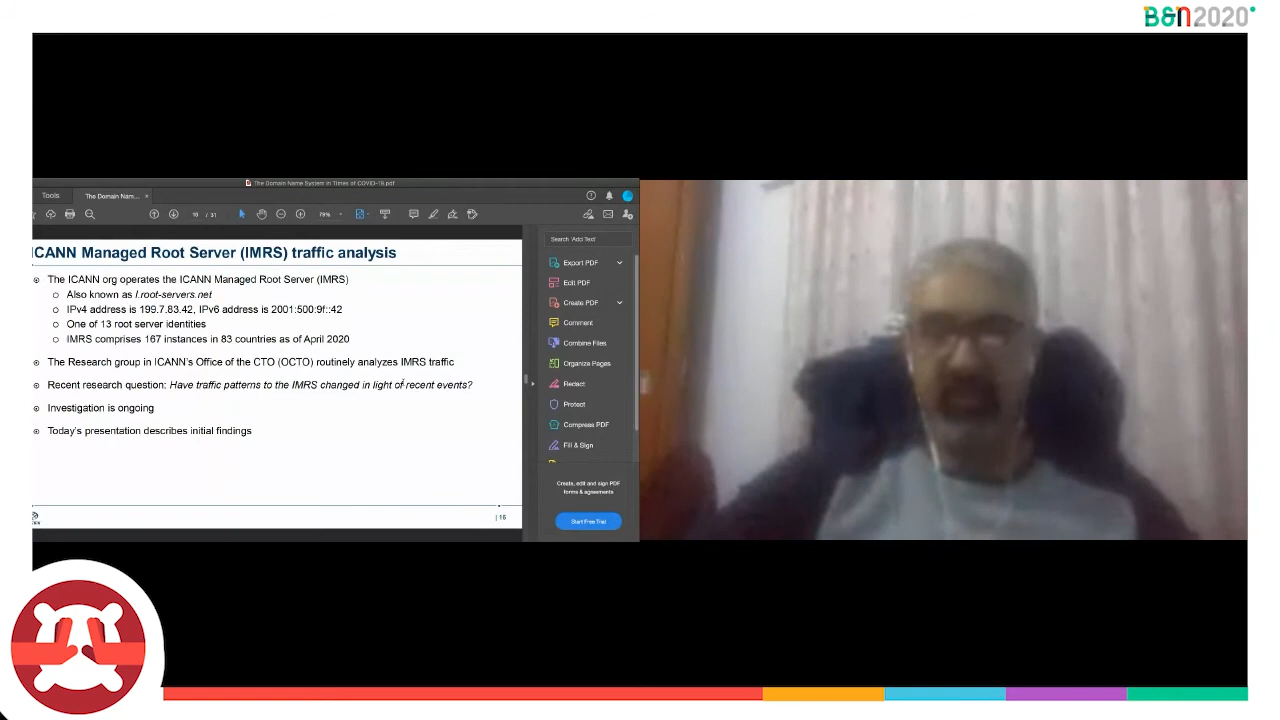 B&n2020
The Domain Name System in Times of COVID-19.pdf
Tools
The Domain Nam... ×
16 / 31
79%
ICANN Managed Root Server (IMRS) traffic analysis
The ICANN org operates the ICANN Managed Root Server (IMRS)
Also known as l.root-servers.net
IPv4 address is 199.7.83.42, IPv6 address is 2001:500:9f::42
One of 13 root server identities
IMRS comprises 167 instances in 83 countries as of April 2020
The Research group in ICANN's Office of the CTO (OCTO) routinely analyzes IMRS traffic
Recent research question: Have traffic patterns to the IMRS changed in light of recent events?
Investigation is ongoing
Today's presentation describes initial findings
| 16
Search 'Add Text'
Export PDF
Edit PDF
Create PDF
Comment
Combine Files
Organize Pages
Redact
Protect
Compress PDF
Fill & Sign
Create, edit and sign PDF
forms & agreements
Start Free Trial